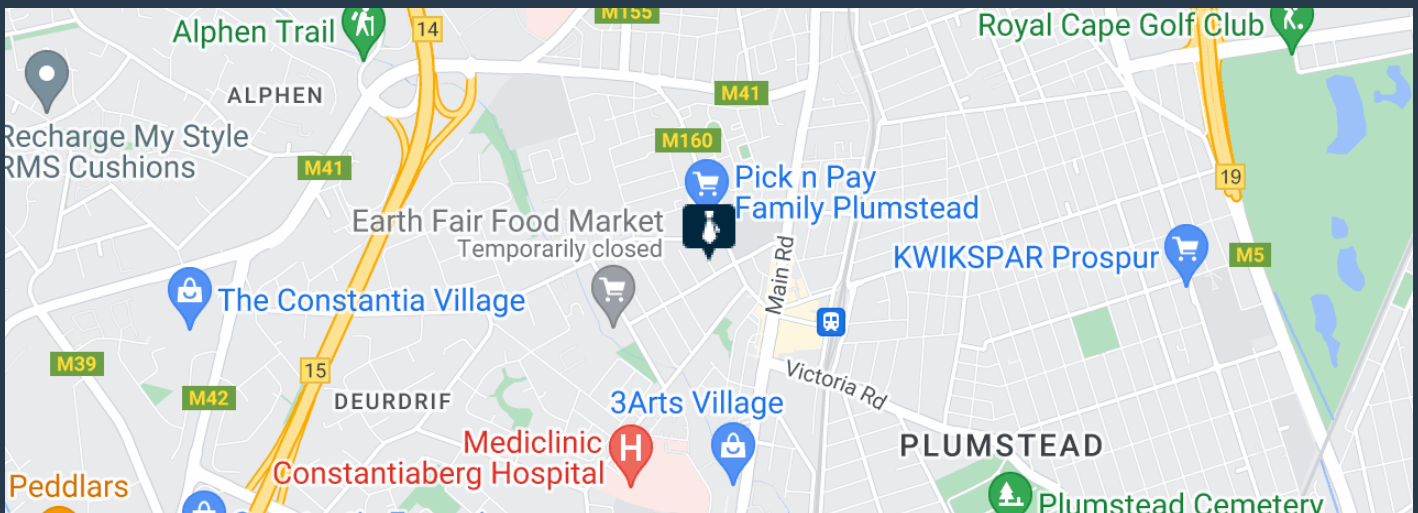 M155
Alphen Trail
14
Royal Cape Golf Club
ALPHEN
M41
Recharge My Style
RMS Cushions
M160
M41
19
Pick n Pay
Family Plumstead
Earth Fair Food Market
Temporarily closed
KWIKSPAR Prospur
M5
Main Rd
The Constantia Village
M39
15
M42
DEURDRIF
Victoria Rd
3Arts Village
Mediclinic
Constantiaberg Hospital
PLUMSTEAD
Peddlars
Plumstead Cemetery